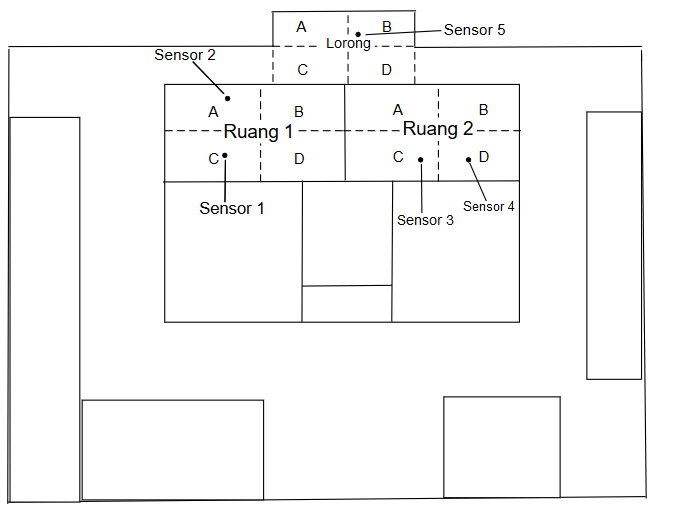 A B
Sensor 5
Lorong
Sensor 2
C D
A B A B
Ruang 1 Ruang 2
C D C D
Sensor 1 Sensor 3 Sensor 4